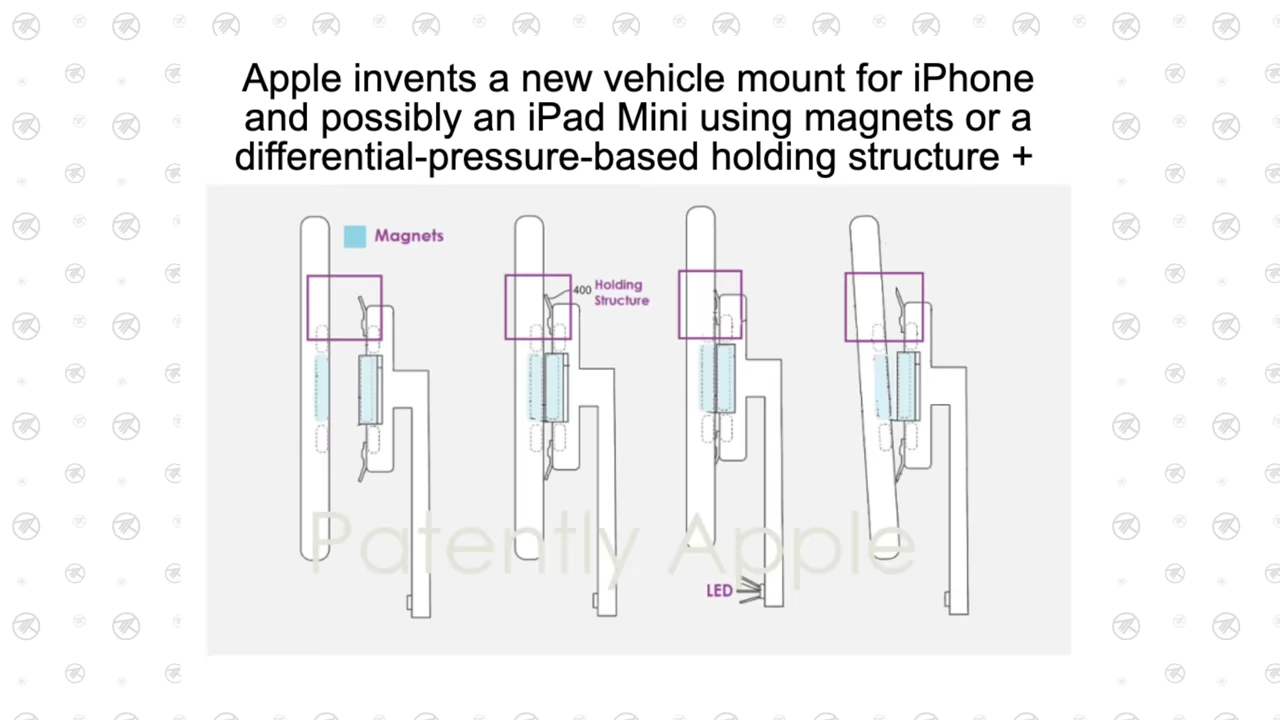 Apple invents a new vehicle mount for iPhone
and possibly an iPad Mini using magnets or a
differential-pressure-based holding structure +
Magnets
400 Holding
Structure
Patently Apple
LED